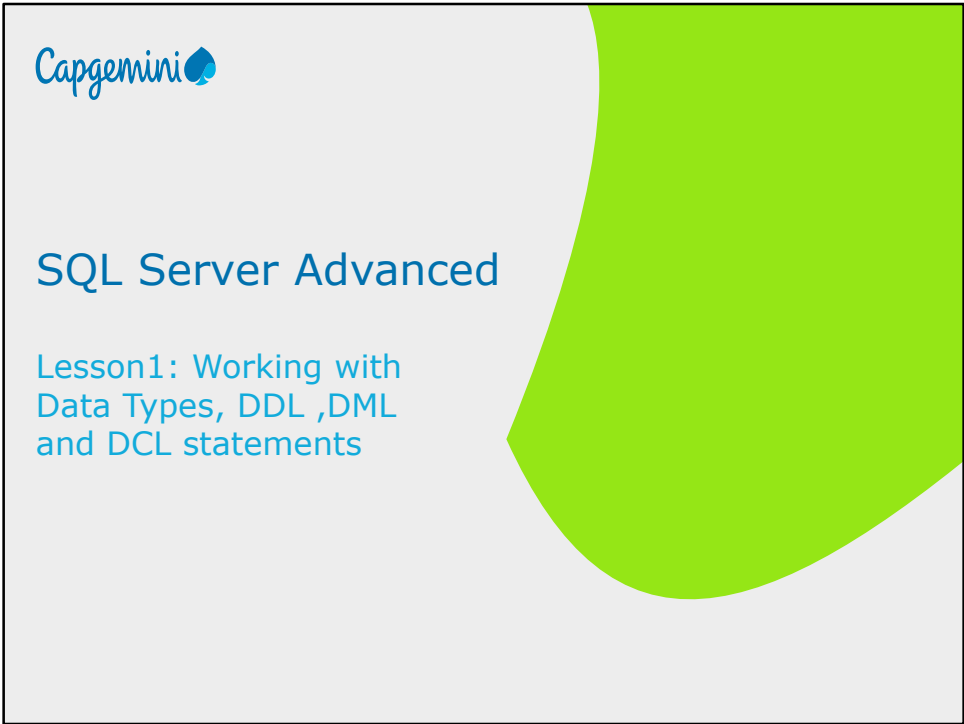 Capgemini
SQL Server Advanced
Lesson1: Working with
Data Types, DDL ,DML
and DCL statements